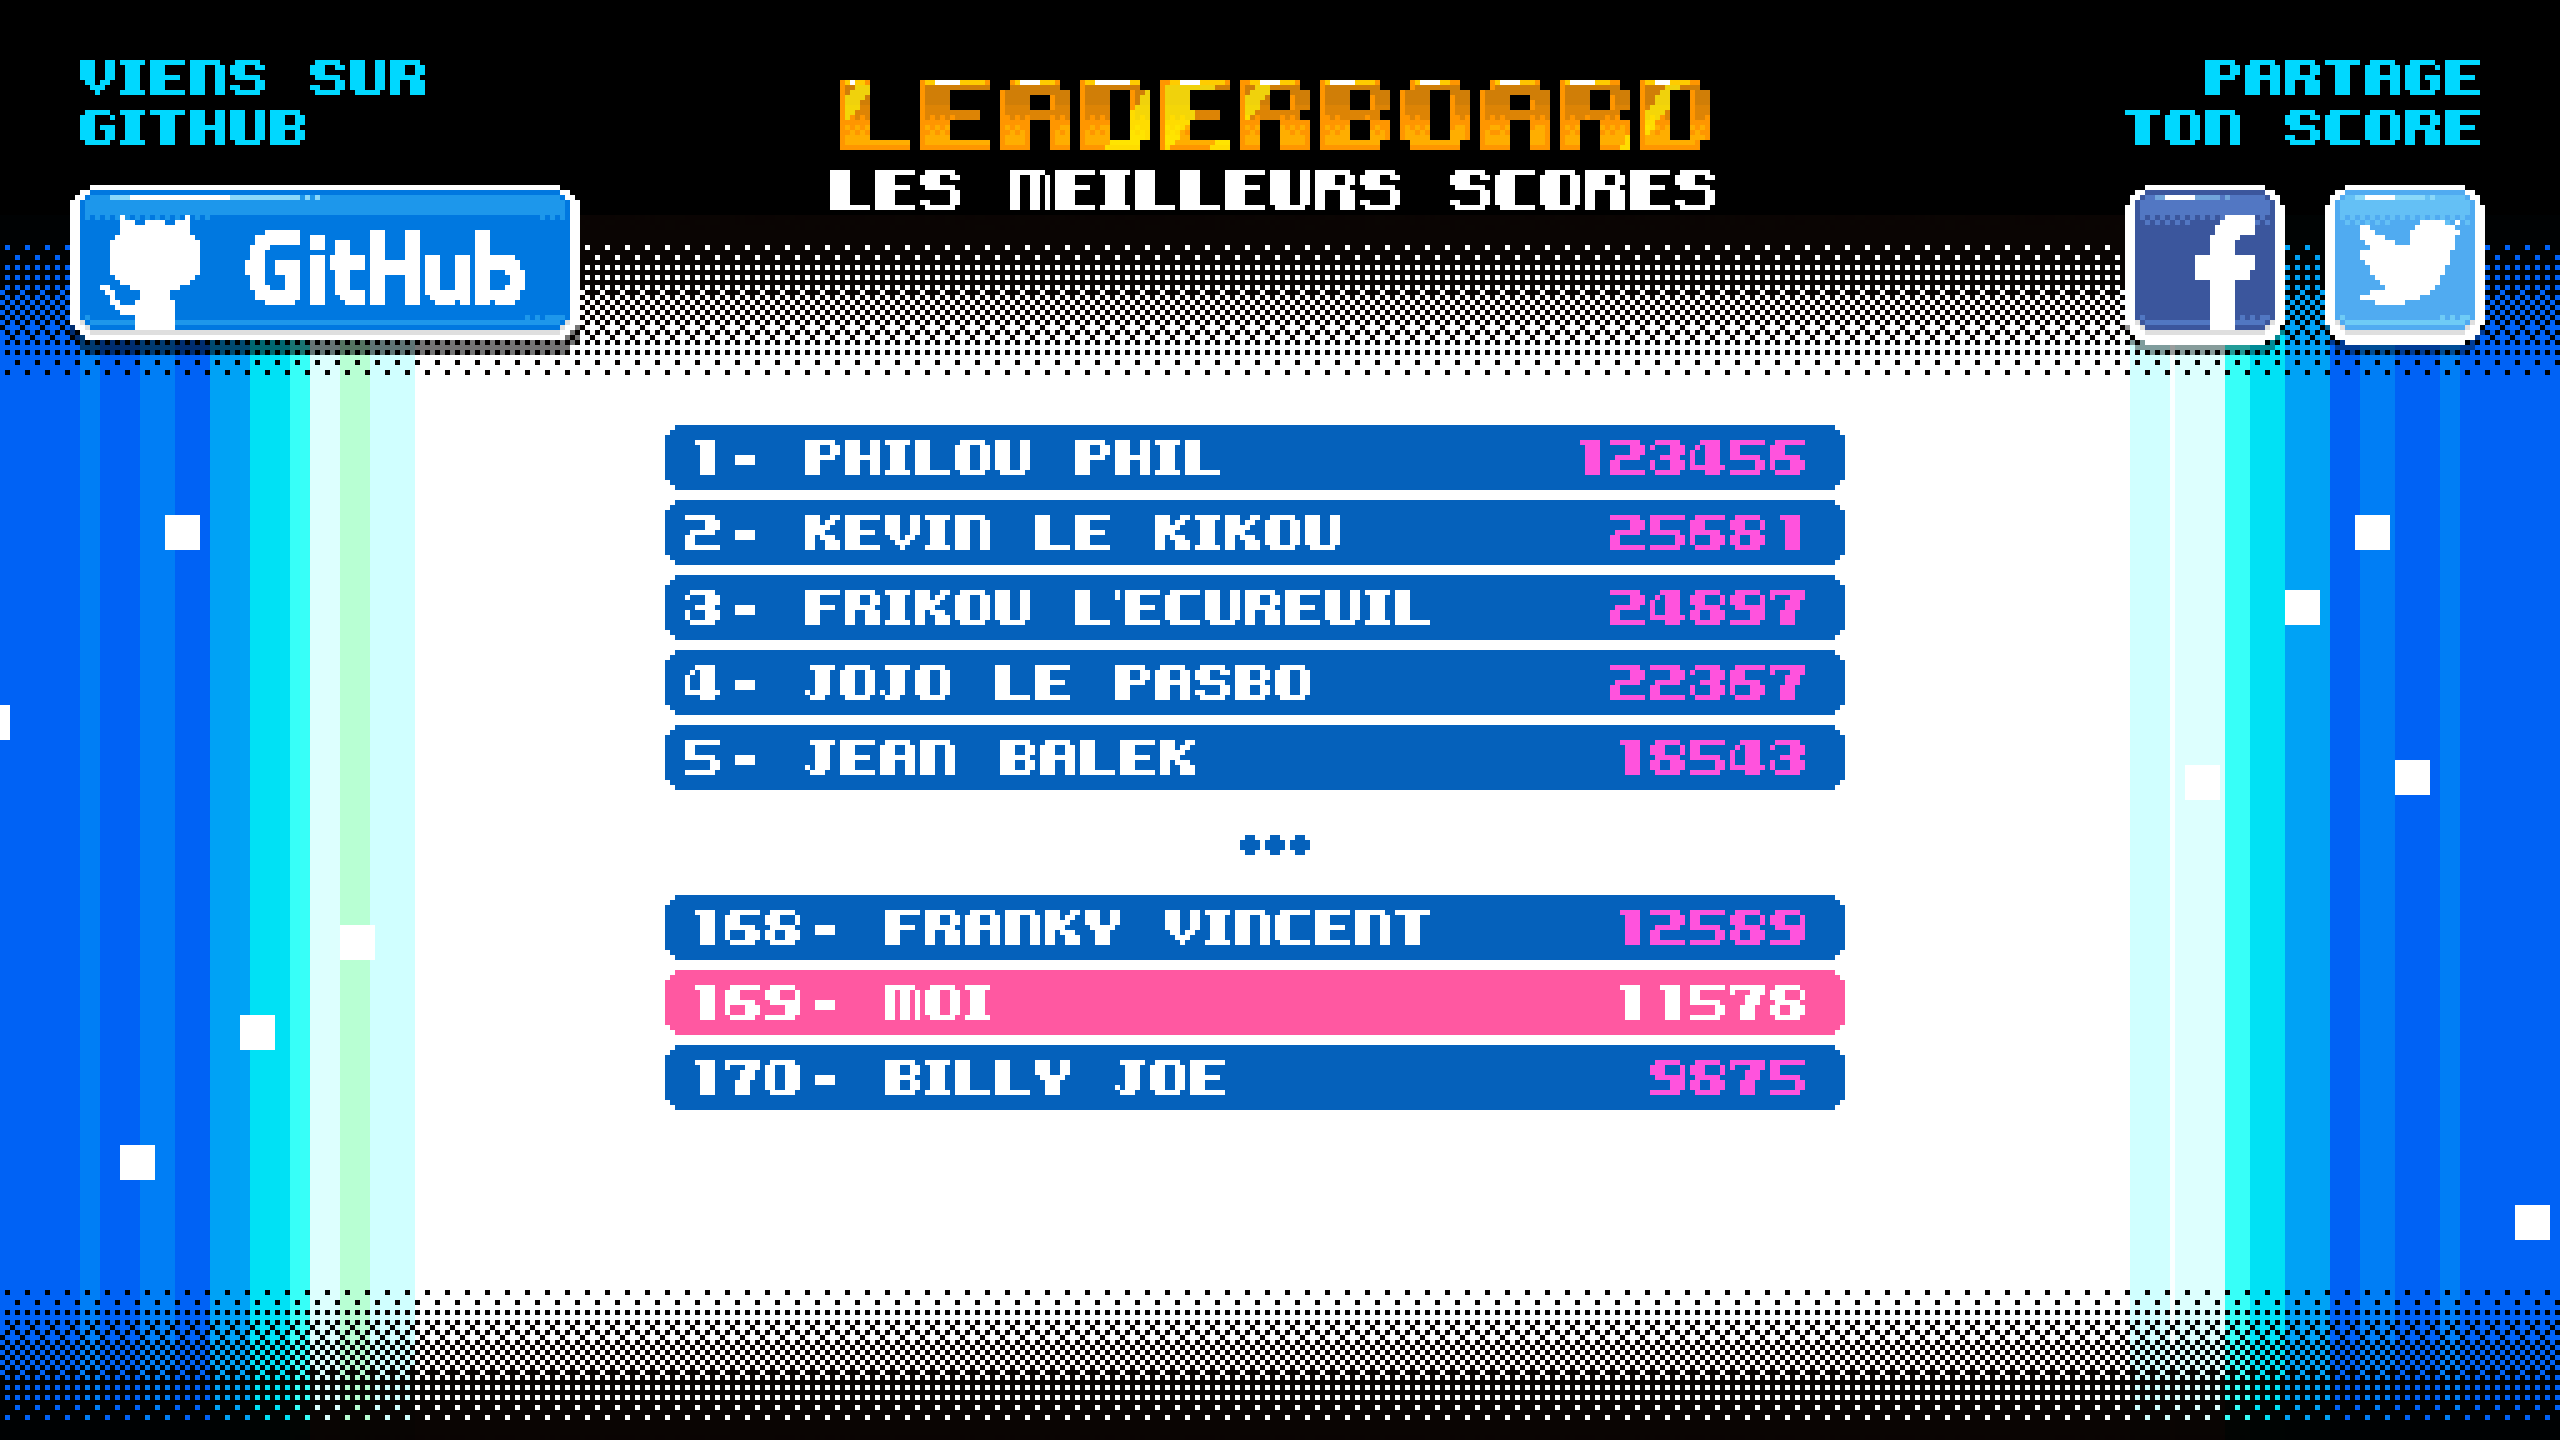 VIENS SUR
GITHUB
GitHub
LEADERBOARD
LES MEILLEURS SCORES
PARTAGE
TON SCORE
1- PHILOU PHIL 123456
2- KEVIN LE KIKOU 25681
3- FRIKOU L'ECUREUIL 24897
4- JOJO LE PASBO 22367
5- JEAN BALEK 18543
•••
168- FRANKY VINCENT 12589
169- MOI 11578
170- BILLY JOE 9875